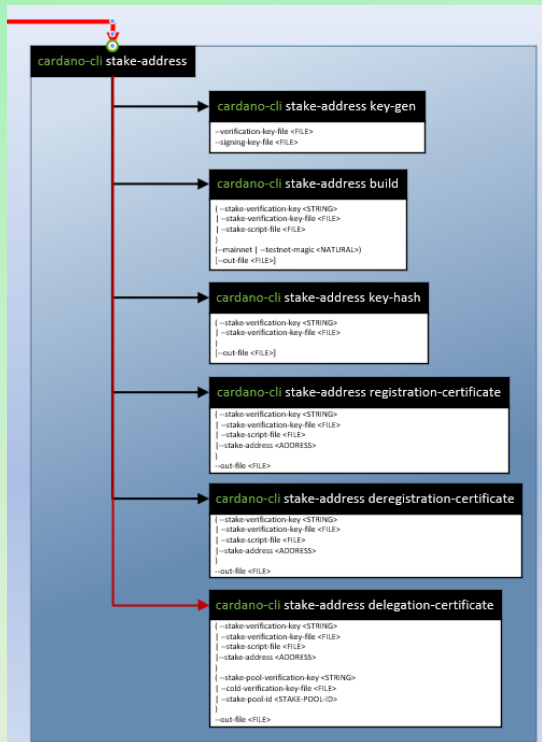 cardano-cli stake-address
cardano-cli stake-address key-gen
--verification-key-file <FILE>
--signing-key-file <FILE>
cardano-cli stake-address build
( --stake-verification-key <STRING>
| --stake-verification-key-file <FILE>
| --stake-script-file <FILE>
)
(--mainnet | --testnet-magic <NATURAL>)
[--out-file <FILE>]
cardano-cli stake-address key-hash
( --stake-verification-key <STRING>
| --stake-verification-key-file <FILE>
)
[--out-file <FILE>]
cardano-cli stake-address registration-certificate
( --stake-verification-key <STRING>
| --stake-verification-key-file <FILE>
| --stake-script-file <FILE>
|--stake-address <ADDRESS>
)
--out-file <FILE>
cardano-cli stake-address deregistration-certificate
( --stake-verification-key <STRING>
| --stake-verification-key-file <FILE>
| --stake-script-file <FILE>
|--stake-address <ADDRESS>
)
--out-file <FILE>
cardano-cli stake-address delegation-certificate
( --stake-verification-key <STRING>
| --stake-verification-key-file <FILE>
| --stake-script-file <FILE>
|--stake-address <ADDRESS>
)
( --stake-pool-verification-key <STRING>
| --cold-verification-key-file <FILE>
| --stake-pool-id <STAKE-POOL-ID>
)
--out-file <FILE>